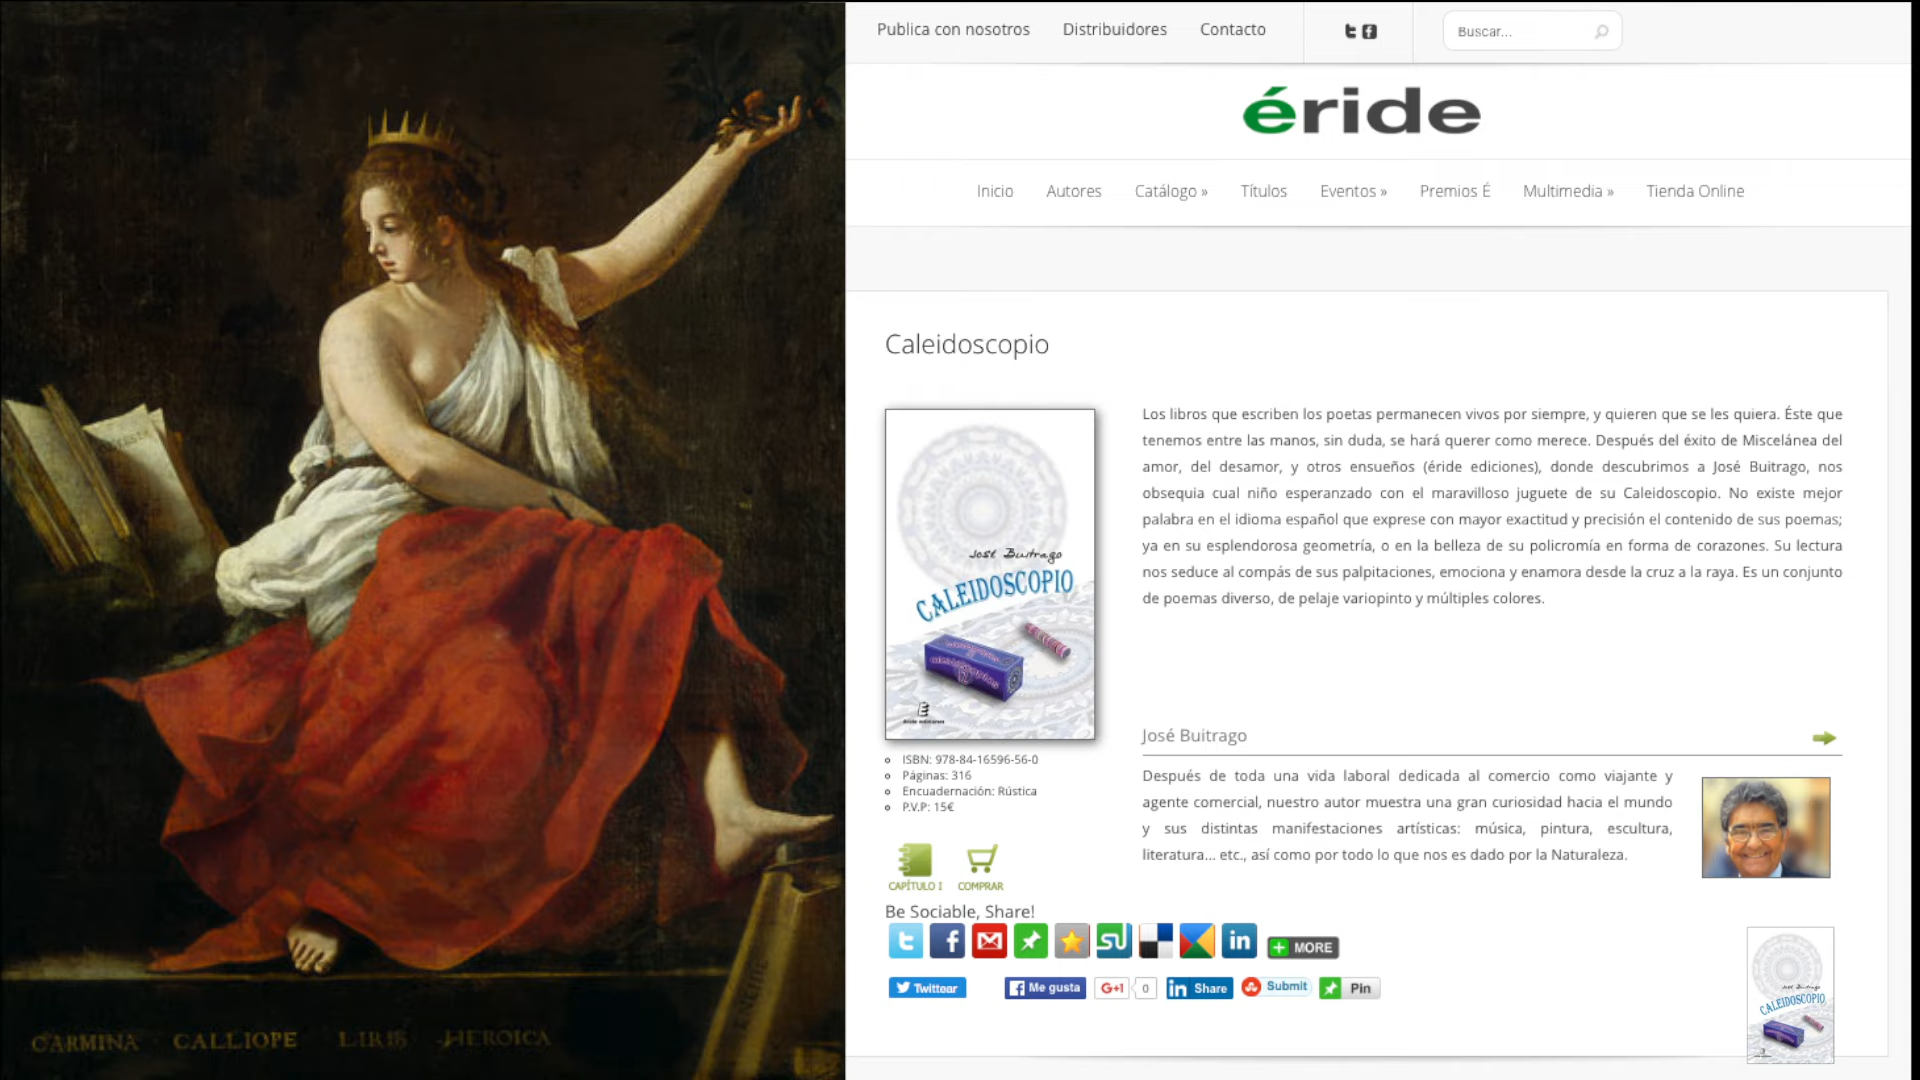 CARMINA CALLIOPE LIRIS HEROICA
Publica con nosotros Distribuidores Contacto Buscar...
éride
Inicio Autores Catálogo » Títulos Eventos » Premios É Multimedia » Tienda Online
Caleidoscopio
José Buitrago
CALEIDOSCOPIO
éride ediciones
Los libros que escriben los poetas permanecen vivos por siempre, y quieren que se les quiera. Éste que
tenemos entre las manos, sin duda, se hará querer como merece. Después del éxito de Miscelánea del
amor, del desamor, y otros ensueños (éride ediciones), donde descubrimos a José Buitrago, nos
obsequia cual niño esperanzado con el maravilloso juguete de su Caleidoscopio. No existe mejor
palabra en el idioma español que exprese con mayor exactitud y precisión el contenido de sus poemas;
ya en su esplendorosa geometría, o en la belleza de su policromía en forma de corazones. Su lectura
nos seduce al compás de sus palpitaciones, emociona y enamora desde la cruz a la raya. Es un conjunto
de poemas diverso, de pelaje variopinto y múltiples colores.
ISBN: 978-84-16596-56-0
Páginas: 316
Encuadernación: Rústica
P.V.P: 15€
José Buitrago
Después de toda una vida laboral dedicada al comercio como viajante y
agente comercial, nuestro autor muestra una gran curiosidad hacia el mundo
y sus distintas manifestaciones artísticas: música, pintura, escultura,
literatura... etc., así como por todo lo que nos es dado por la Naturaleza.
CAPÍTULO I COMPRAR
Be Sociable, Share!
MORE
Twittear Me gusta G+1 0 in Share Submit Pin
José Buitrago
CALEIDOSCOPIO